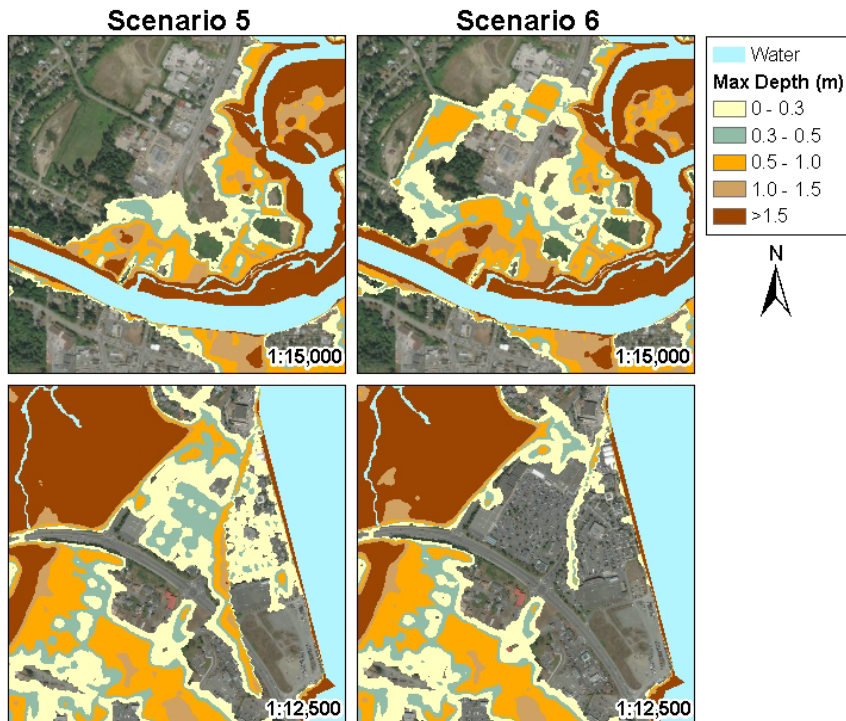 Scenario 5
Scenario 6
1:15,000
1:15,000
1:12,500
1:12,500
Water
Max Depth (m)
0 - 0.3
0.3 - 0.5
0.5 - 1.0
1.0 - 1.5
>1.5
N